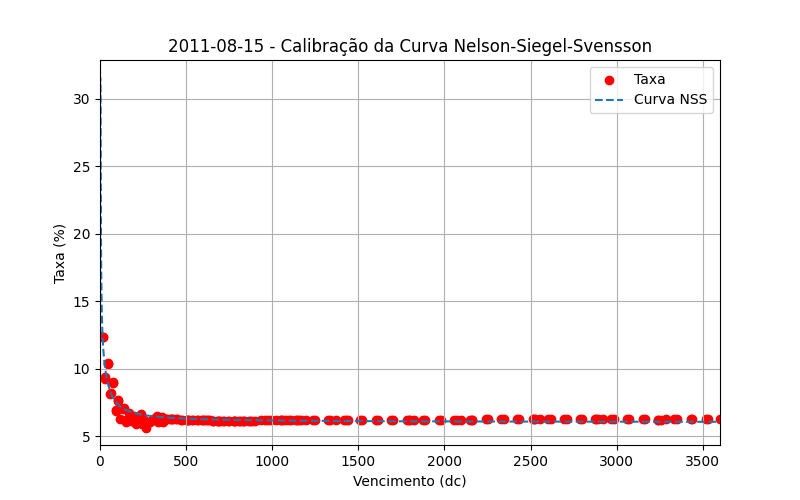 2011-08-15 - Calibração da Curva Nelson-Siegel-Svensson
Taxa
Curva NSS
Taxa (%)
30
25
20
15
10
5
0 500 1000 1500 2000 2500 3000 3500
Vencimento (dc)